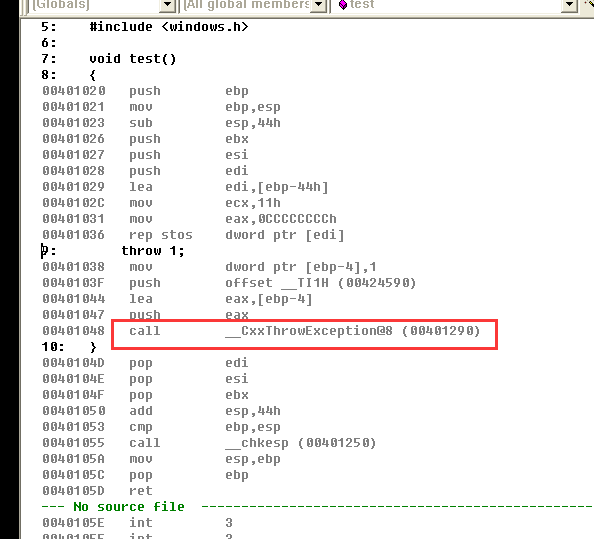 [Globals] [All global members test
5: #include <windows.h>
6:
7: void test()
8: {
00401020 push ebp
00401021 mov ebp,esp
00401023 sub esp,44h
00401026 push ebx
00401027 push esi
00401028 push edi
00401029 lea edi,[ebp-44h]
0040102C mov ecx,11h
00401031 mov eax,0CCCCCCCCh
00401036 rep stos dword ptr [edi]
9: throw 1;
00401038 mov dword ptr [ebp-4],1
0040103F push offset __TI1H (00424590)
00401044 lea eax,[ebp-4]
00401047 push eax
00401048 call __CxxThrowException@8 (00401290)
10: }
0040104D pop edi
0040104E pop esi
0040104F pop ebx
00401050 add esp,44h
00401053 cmp ebp,esp
00401055 call __chkesp (00401250)
0040105A mov esp,ebp
0040105C pop ebp
0040105D ret
--- No source file ---------------------------------------------------
0040105E int 3
0040105F int 3